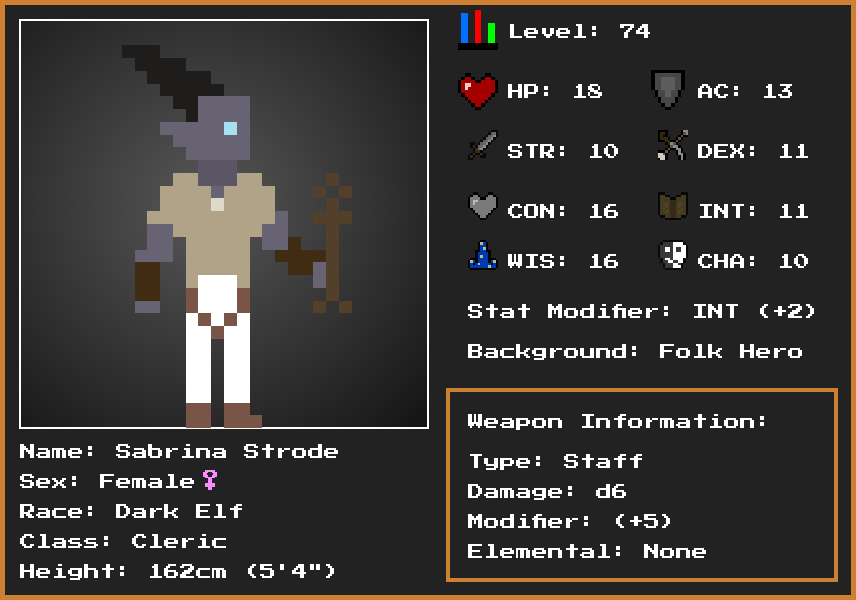 Level: 74
HP: 18 AC: 13
STR: 10 DEX: 11
CON: 16 INT: 11
WIS: 16 CHA: 10
Stat Modifier: INT (+2)
Background: Folk Hero
Weapon Information:
Type: Staff
Damage: d6
Modifier: (+5)
Elemental: None
Name: Sabrina Strode
Sex: Female♀
Race: Dark Elf
Class: Cleric
Height: 162cm (5'4")